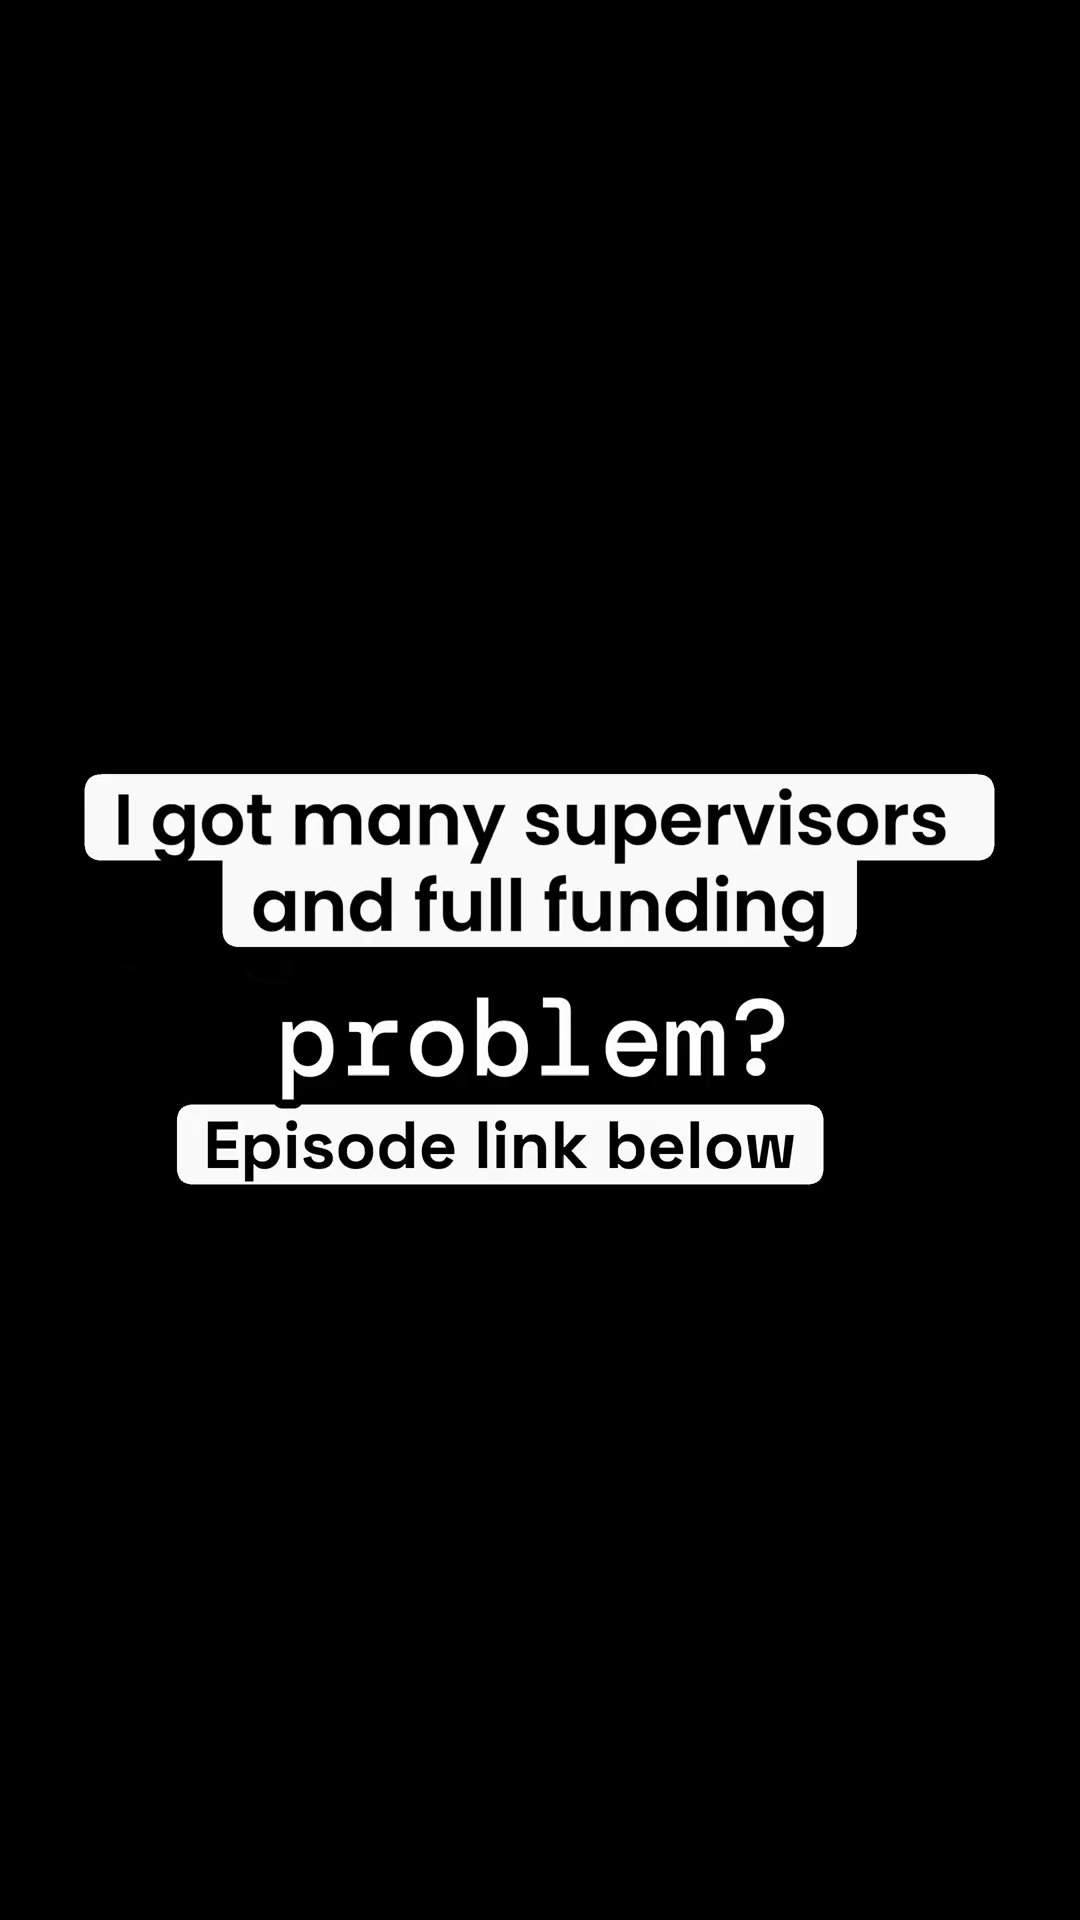 I got many supervisors
and full funding
problem?
Episode link below